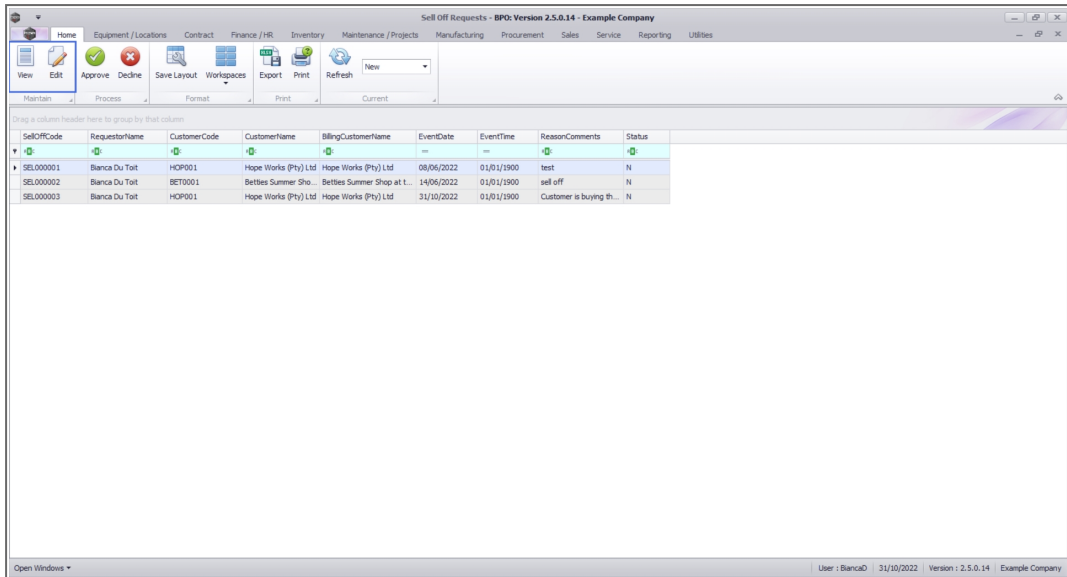 Sell Off Requests - BPO: Version 2.5.0.14 - Example Company
Home Equipment / Locations Contract Finance / HR Inventory Maintenance / Projects Manufacturing Procurement Sales Service Reporting Utilities
View Edit Approve Decline Save Layout Workspaces Export Print Refresh New
Maintain Process Format Print Current
Drag a column header here to group by that column
SellOffCode RequestorName CustomerCode CustomerName BillingCustomerName EventDate EventTime ReasonComments Status
SEL000001 Bianca Du Toit HOP001 Hope Works (Pty) Ltd Hope Works (Pty) Ltd 08/06/2022 01/01/1900 test N
SEL000002 Bianca Du Toit BET0001 Betties Summer Sho... Betties Summer Shop at t... 14/06/2022 01/01/1900 sell off N
SEL000003 Bianca Du Toit HOP001 Hope Works (Pty) Ltd Hope Works (Pty) Ltd 31/10/2022 01/01/1900 Customer is buying th... N
Open Windows User : BiancaD 31/10/2022 Version : 2.5.0.14 Example Company